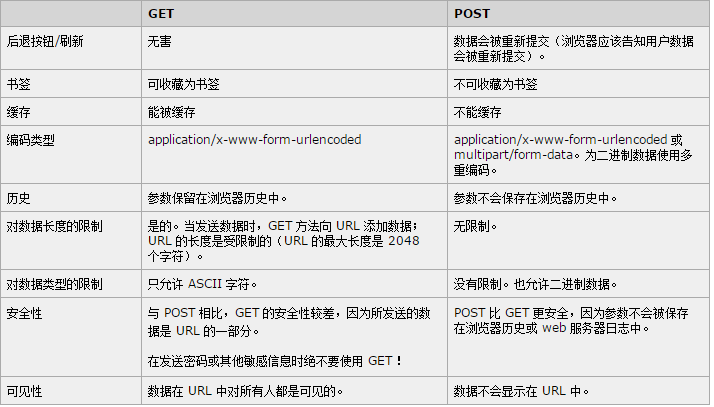 GET POST
后退按钮/刷新 无害 数据会被重新提交（浏览器应该告知用户数据
会被重新提交）。
书签 可收藏为书签 不可收藏为书签
缓存 能被缓存 不能缓存
编码类型 application/x-www-form-urlencoded application/x-www-form-urlencoded 或
multipart/form-data。为二进制数据使用多
重编码。
历史 参数保留在浏览器历史中。 参数不会保存在浏览器历史中。
对数据长度的限制 是的。当发送数据时，GET 方法向 URL 添加数据； 无限制。
URL 的长度是受限制的（URL 的最大长度是 2048
个字符）。
对数据类型的限制 只允许 ASCII 字符。 没有限制。也允许二进制数据。
安全性 与 POST 相比，GET 的安全性较差，因为所发送的数 POST 比 GET 更安全，因为参数不会被保存
据是 URL 的一部分。 在浏览器历史或 web 服务器日志中。
在发送密码或其他敏感信息时绝不要使用 GET ！
可见性 数据在 URL 中对所有人都是可见的。 数据不会显示在 URL 中。